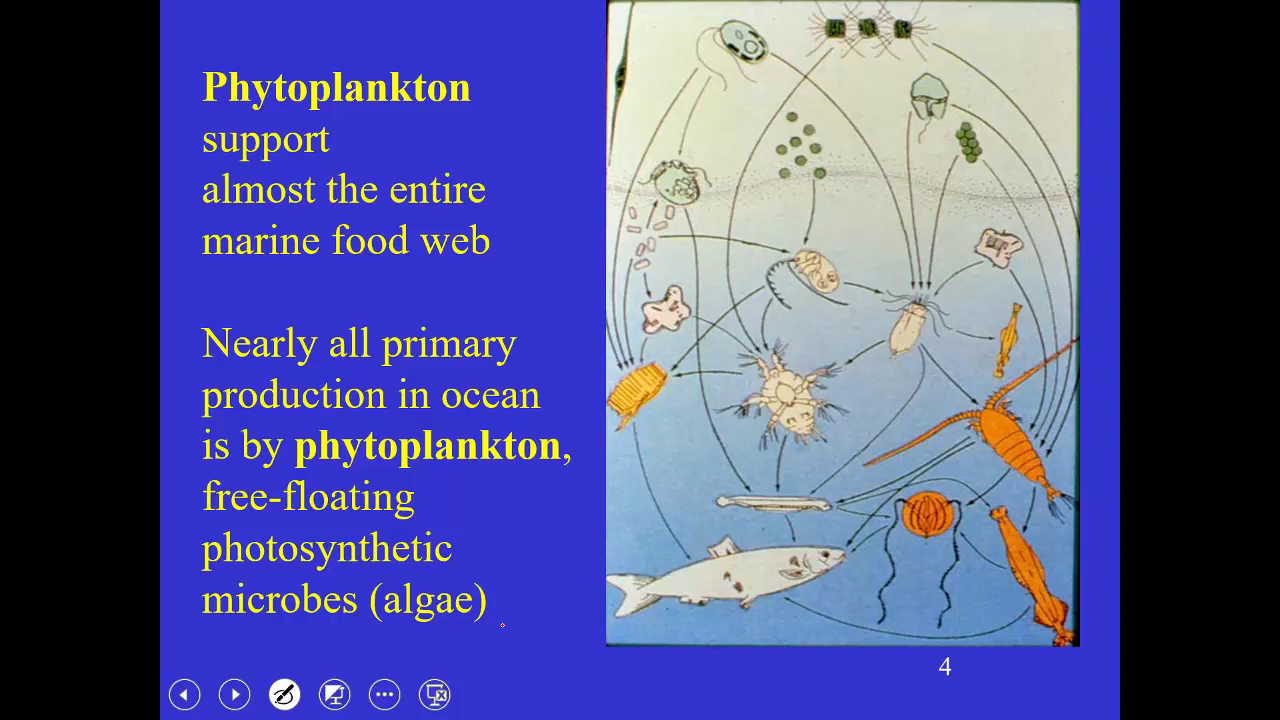 Phytoplankton
support
almost the entire
marine food web
Nearly all primary
production in ocean
is by phytoplankton,
free-floating
photosynthetic
microbes (algae)
4